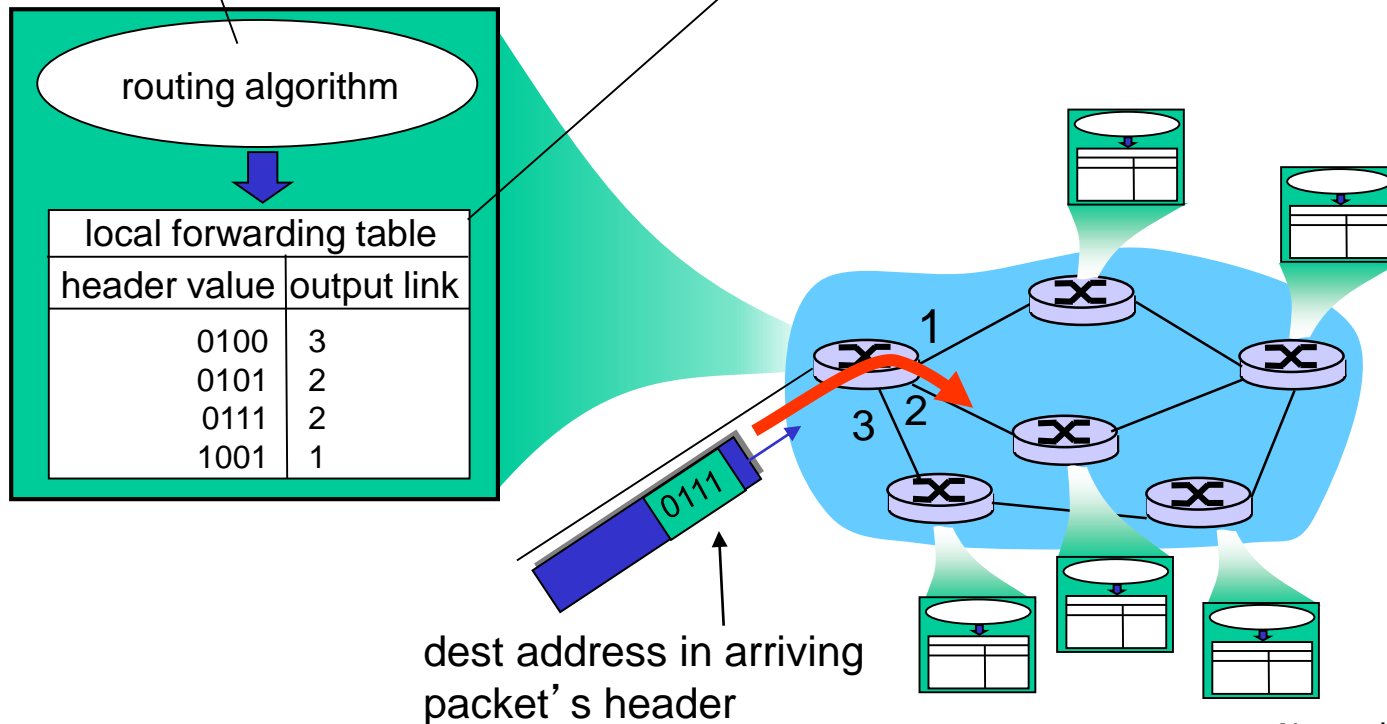 routing algorithm
local forwarding table
header value output link
0100 3
0101 2
0111 2
1001 1
1
2
3
0111
dest address in arriving
packet’s header